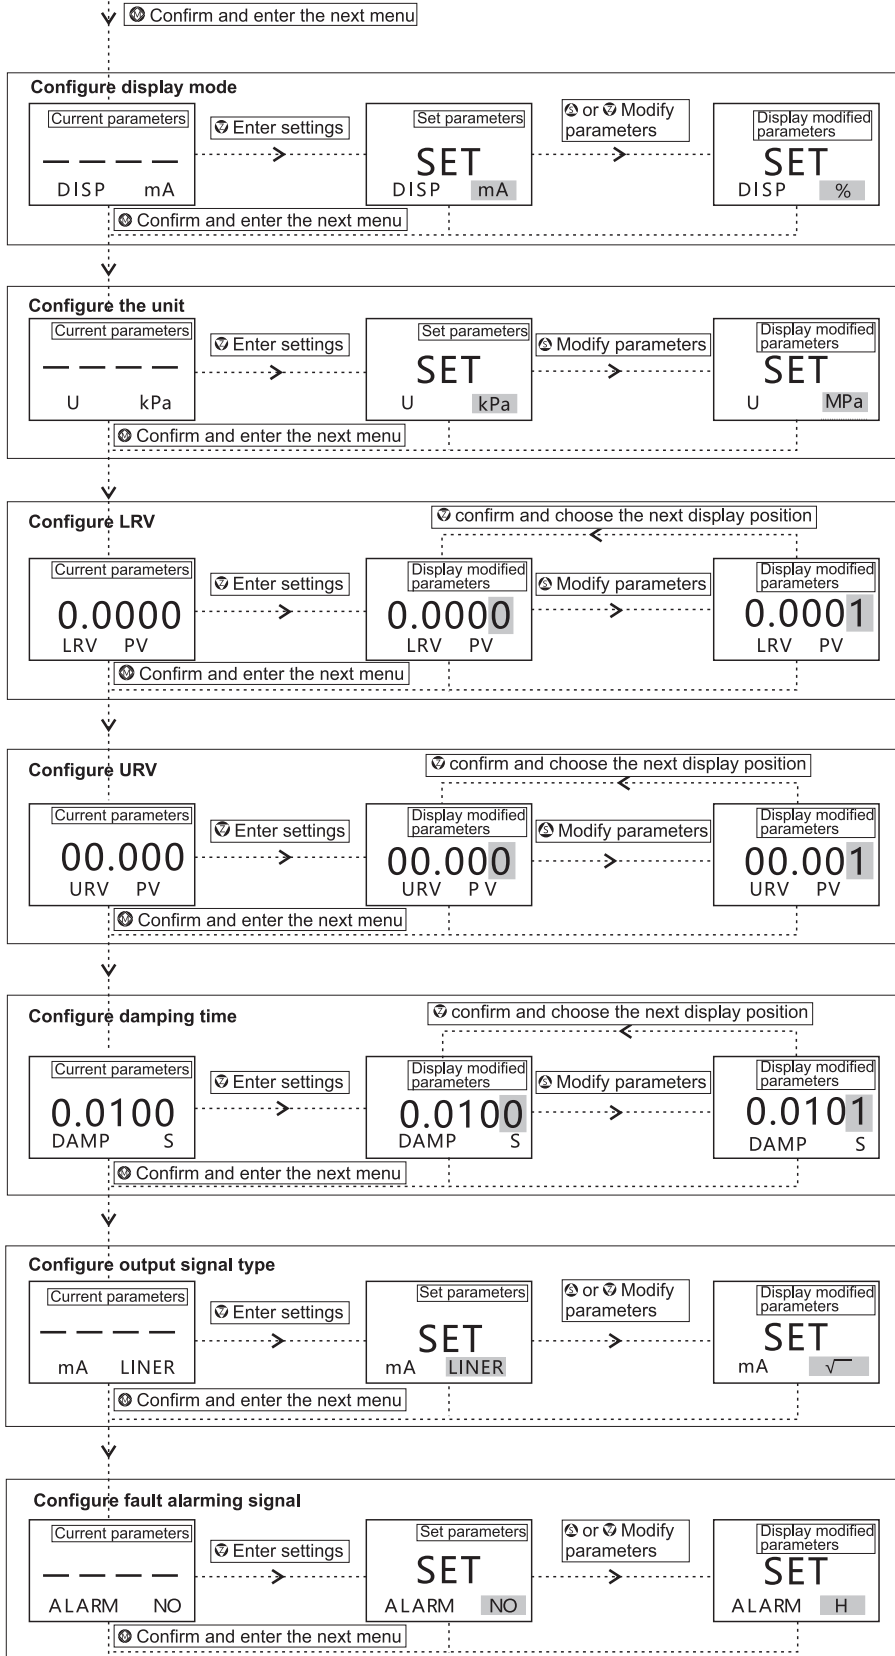 Ⓜ Confirm and enter the next menu
Configure display mode
Current parameters
— — — —
DISP mA
Ⓩ Enter settings
Set parameters
SET
DISP mA
Ⓢ or Ⓩ Modify
parameters
Display modified
parameters
SET
DISP %
Ⓜ Confirm and enter the next menu
Configure the unit
Current parameters
— — — —
U kPa
Ⓩ Enter settings
Set parameters
SET
U kPa
Ⓢ Modify parameters
Display modified
parameters
SET
U MPa
Ⓜ Confirm and enter the next menu
Configure LRV
Ⓩ confirm and choose the next display position
Current parameters
0.0000
LRV PV
Ⓩ Enter settings
Display modified
parameters
0.0000
LRV PV
Ⓢ Modify parameters
Display modified
parameters
0.0001
LRV PV
Ⓜ Confirm and enter the next menu
Configure URV
Ⓩ confirm and choose the next display position
Current parameters
00.000
URV PV
Ⓩ Enter settings
Display modified
parameters
00.000
URV PV
Ⓢ Modify parameters
Display modified
parameters
00.001
URV PV
Ⓜ Confirm and enter the next menu
Configure damping time
Ⓩ confirm and choose the next display position
Current parameters
0.0100
DAMP S
Ⓩ Enter settings
Display modified
parameters
0.0100
DAMP S
Ⓢ Modify parameters
Display modified
parameters
0.0101
DAMP S
Ⓜ Confirm and enter the next menu
Configure output signal type
Current parameters
— — — —
mA LINER
Ⓩ Enter settings
Set parameters
SET
mA LINER
Ⓢ or Ⓩ Modify
parameters
Display modified
parameters
SET
mA √
Ⓜ Confirm and enter the next menu
Configure fault alarming signal
Current parameters
— — — —
ALARM NO
Ⓩ Enter settings
Set parameters
SET
ALARM NO
Ⓢ or Ⓩ Modify
parameters
Display modified
parameters
SET
ALARM H
Ⓜ Confirm and enter the next menu